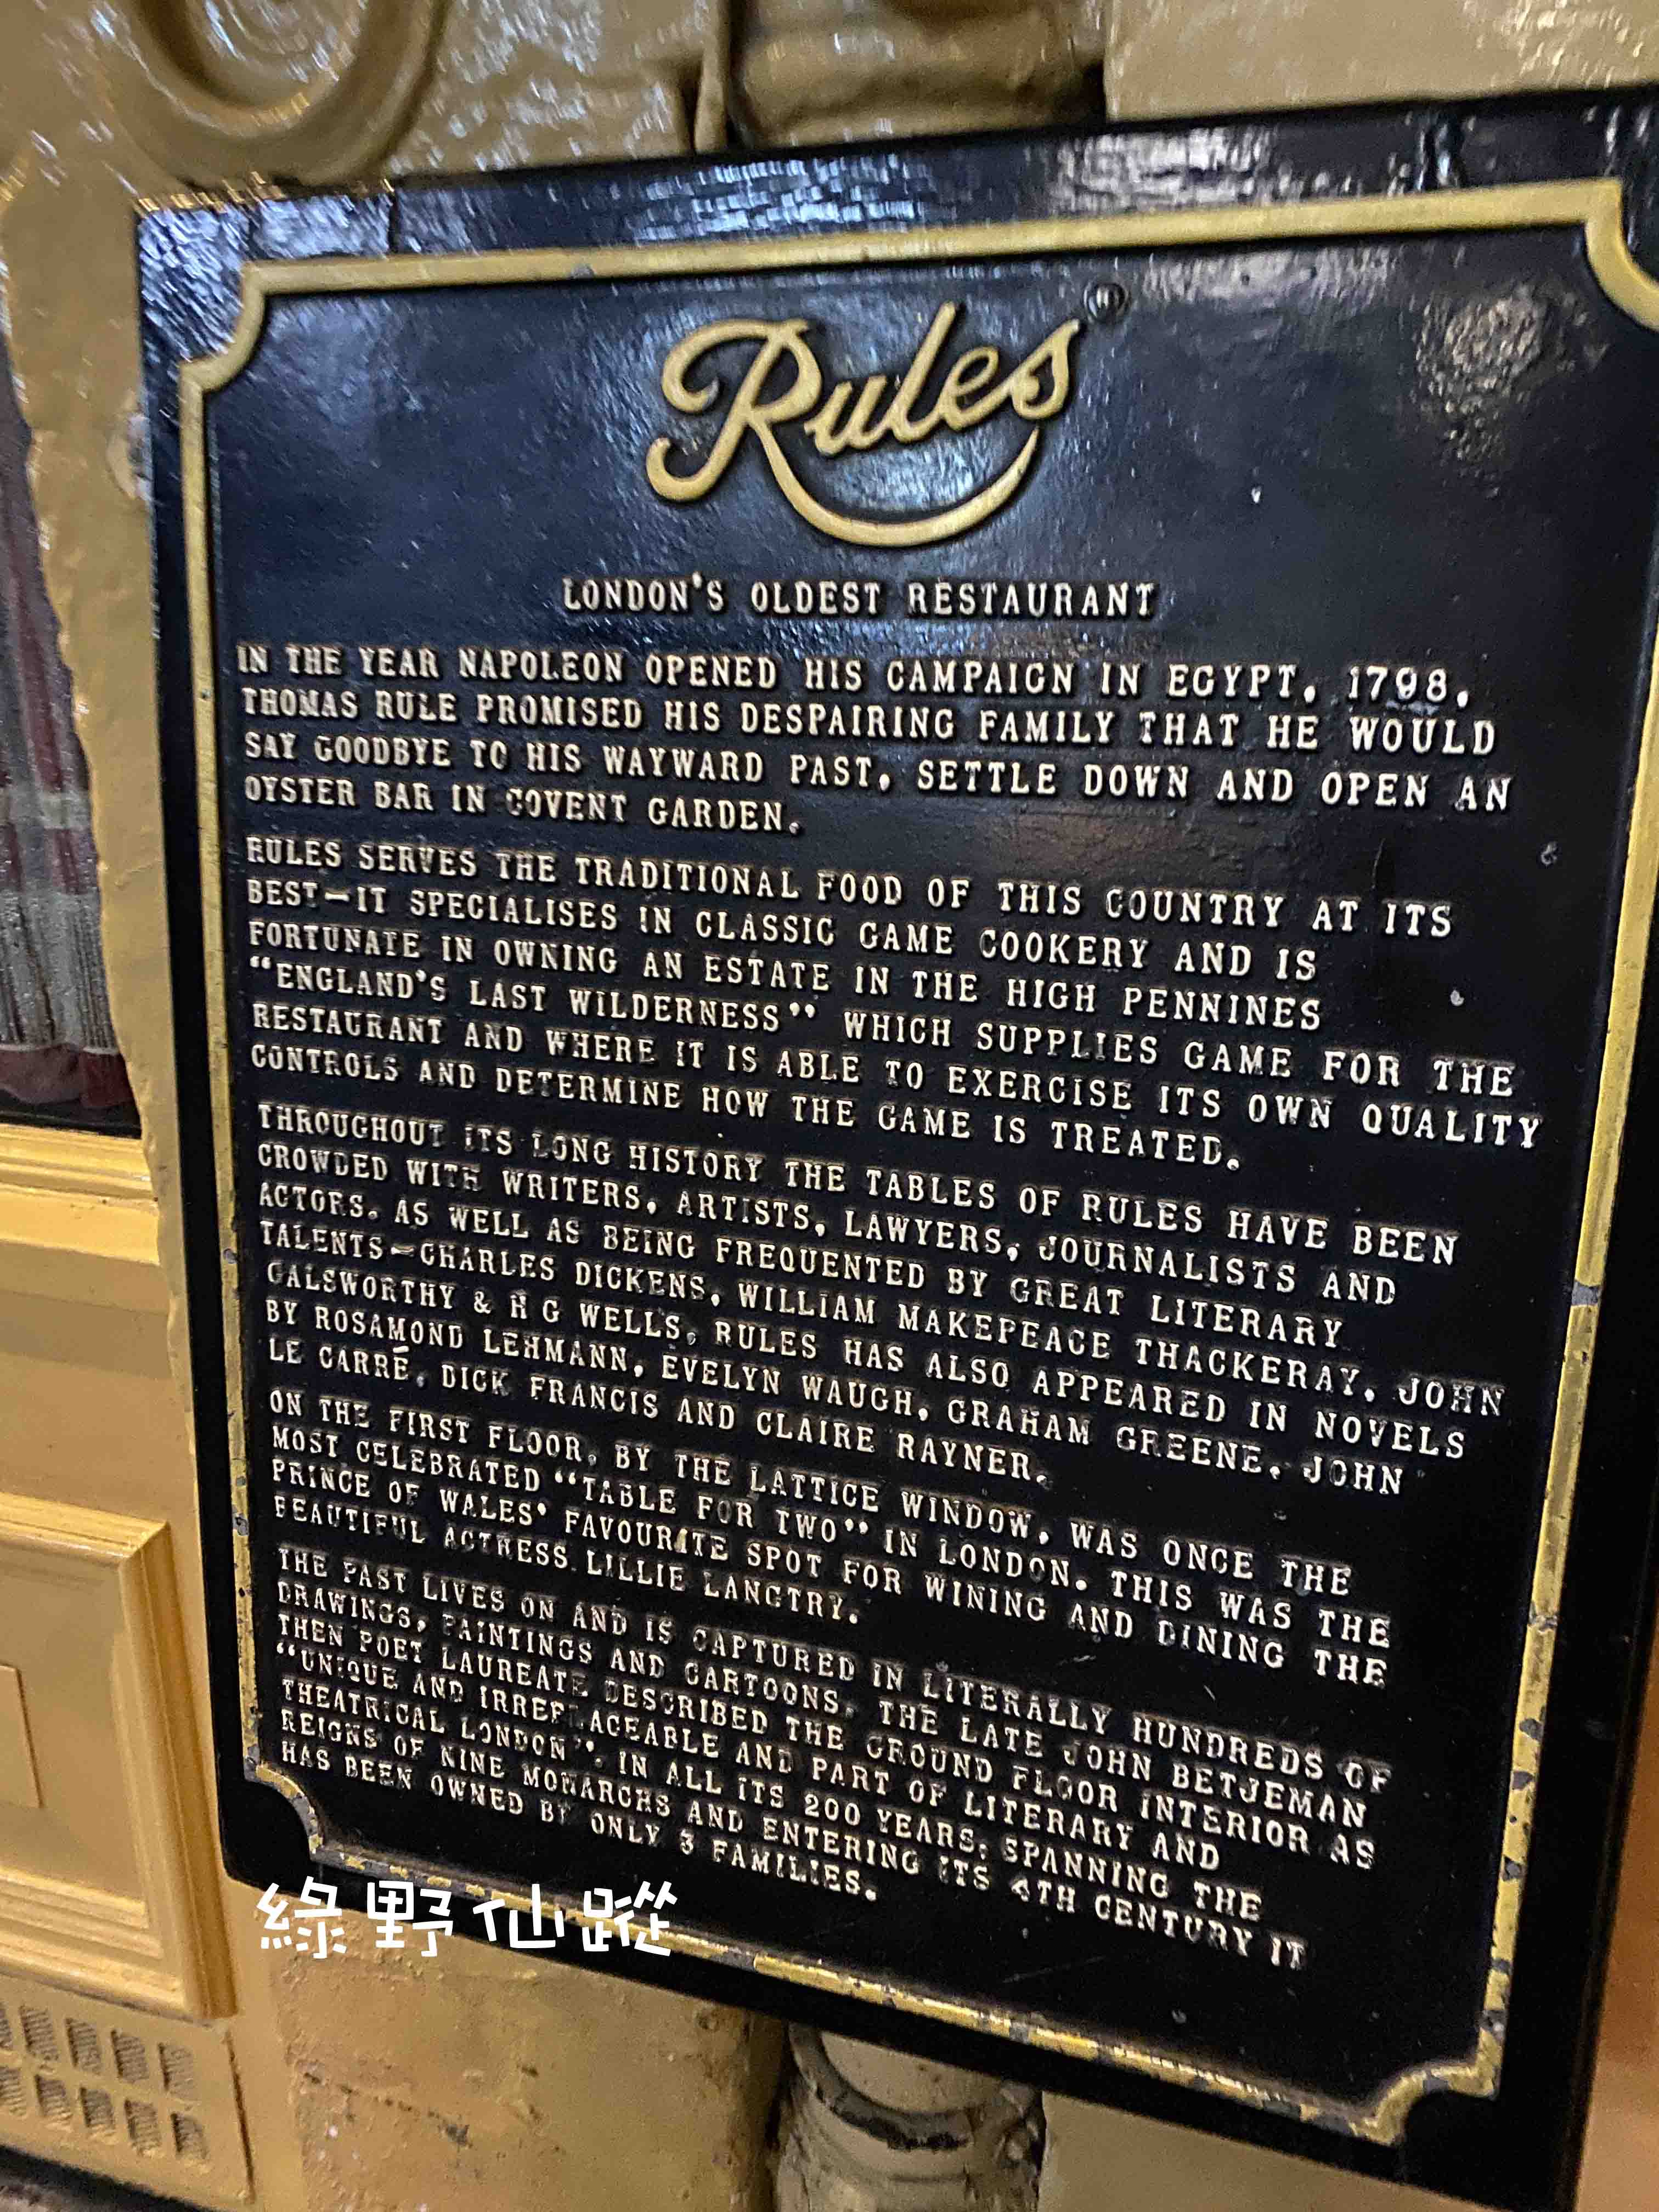 Rules®
LONDON'S OLDEST RESTAURANT
IN THE YEAR NAPOLEON OPENED HIS CAMPAIGN IN EGYPT, 1798,
THOMAS RULE PROMISED HIS DESPAIRING FAMILY THAT HE WOULD
SAY GOODBYE TO HIS WAYWARD PAST, SETTLE DOWN AND OPEN AN
OYSTER BAR IN COVENT GARDEN.
RULES SERVES THE TRADITIONAL FOOD OF THIS COUNTRY AT ITS
BEST—IT SPECIALISES IN CLASSIC GAME COOKERY AND IS
FORTUNATE IN OWNING AN ESTATE IN THE HIGH PENNINES
“ENGLAND'S LAST WILDERNESS” WHICH SUPPLIES GAME FOR THE
RESTAURANT AND WHERE IT IS ABLE TO EXERCISE ITS OWN QUALITY
CONTROLS AND DETERMINE HOW THE GAME IS TREATED.
THROUGHOUT ITS LONG HISTORY THE TABLES OF RULES HAVE BEEN
CROWDED WITH WRITERS, ARTISTS, LAWYERS, JOURNALISTS AND
ACTORS. AS WELL AS BEING FREQUENTED BY GREAT LITERARY
TALENTS—CHARLES DICKENS, WILLIAM MAKEPEACE THACKERAY, JOHN
GALSWORTHY & H G WELLS, RULES HAS ALSO APPEARED IN NOVELS
BY ROSAMOND LEHMANN, EVELYN WAUGH, GRAHAM GREENE, JOHN
LE CARRÉ, DICK FRANCIS AND CLAIRE RAYNER.
ON THE FIRST FLOOR, BY THE LATTICE WINDOW, WAS ONCE THE
MOST CELEBRATED “TABLE FOR TWO” IN LONDON. THIS WAS THE
PRINCE OF WALES' FAVOURITE SPOT FOR WINING AND DINING THE
BEAUTIFUL ACTRESS LILLIE LANGTRY.
THE PAST LIVES ON AND IS CAPTURED IN LITERALLY HUNDREDS OF
DRAWINGS, PAINTINGS AND CARTOONS. THE LATE JOHN BETJEMAN
THEN POET LAUREATE DESCRIBED THE GROUND FLOOR INTERIOR AS
“UNIQUE AND IRREPLACEABLE AND PART OF LITERARY AND
THEATRICAL LONDON”. IN ALL ITS 200 YEARS, SPANNING THE
REIGNS OF NINE MONARCHS AND ENTERING ITS 4TH CENTURY IT
HAS BEEN OWNED BY ONLY 3 FAMILIES.
綠野仙蹤